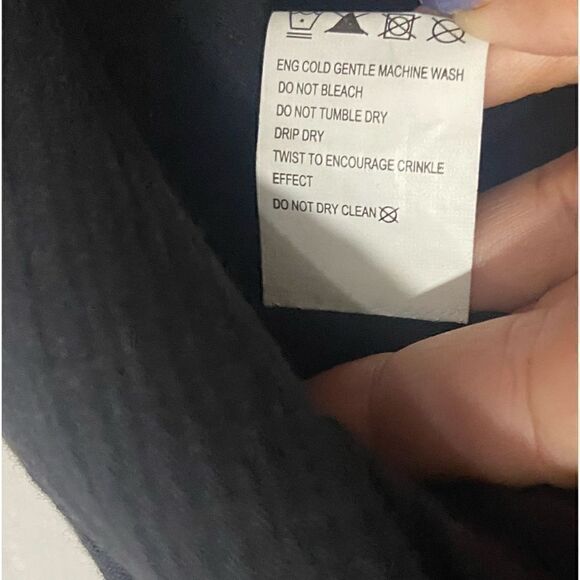 ENG COLD GENTLE MACHINE WASH
DO NOT BLEACH
DO NOT TUMBLE DRY
DRIP DRY
TWIST TO ENCOURAGE CRINKLE
EFFECT
DO NOT DRY CLEAN